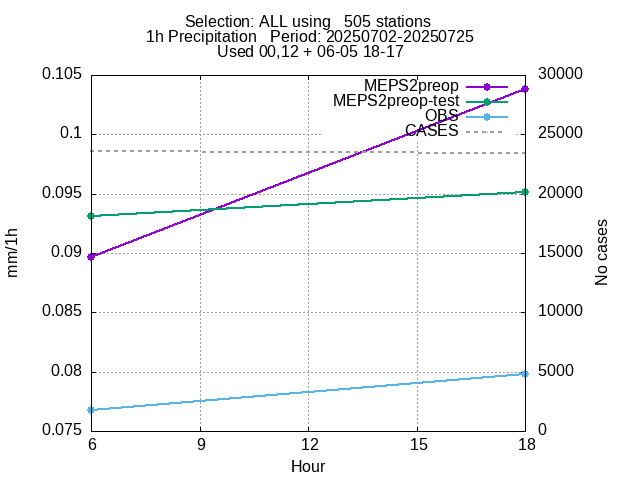 Selection: ALL using   505 stations
1h Precipitation   Period: 20250702-20250725
Used 00,12 + 06-05 18-17
0.105
0.1
0.095
0.09
0.085
0.08
0.075
30000
25000
20000
15000
10000
5000
0
MEPS2preop
MEPS2preop-test
OBS
CASES
mm/1h
No cases
6
9
12
15
18
Hour